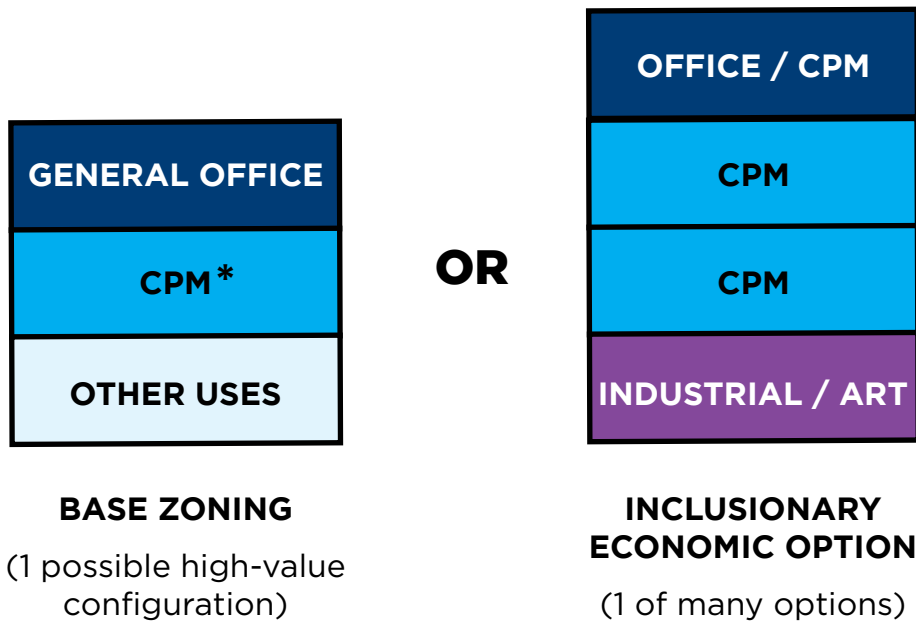 GENERAL OFFICE
CPM*
OTHER USES
BASE ZONING
(1 possible high-value
configuration)
OR
OFFICE / CPM
CPM
CPM
INDUSTRIAL / ART
INCLUSIONARY
ECONOMIC OPTION
(1 of many options)